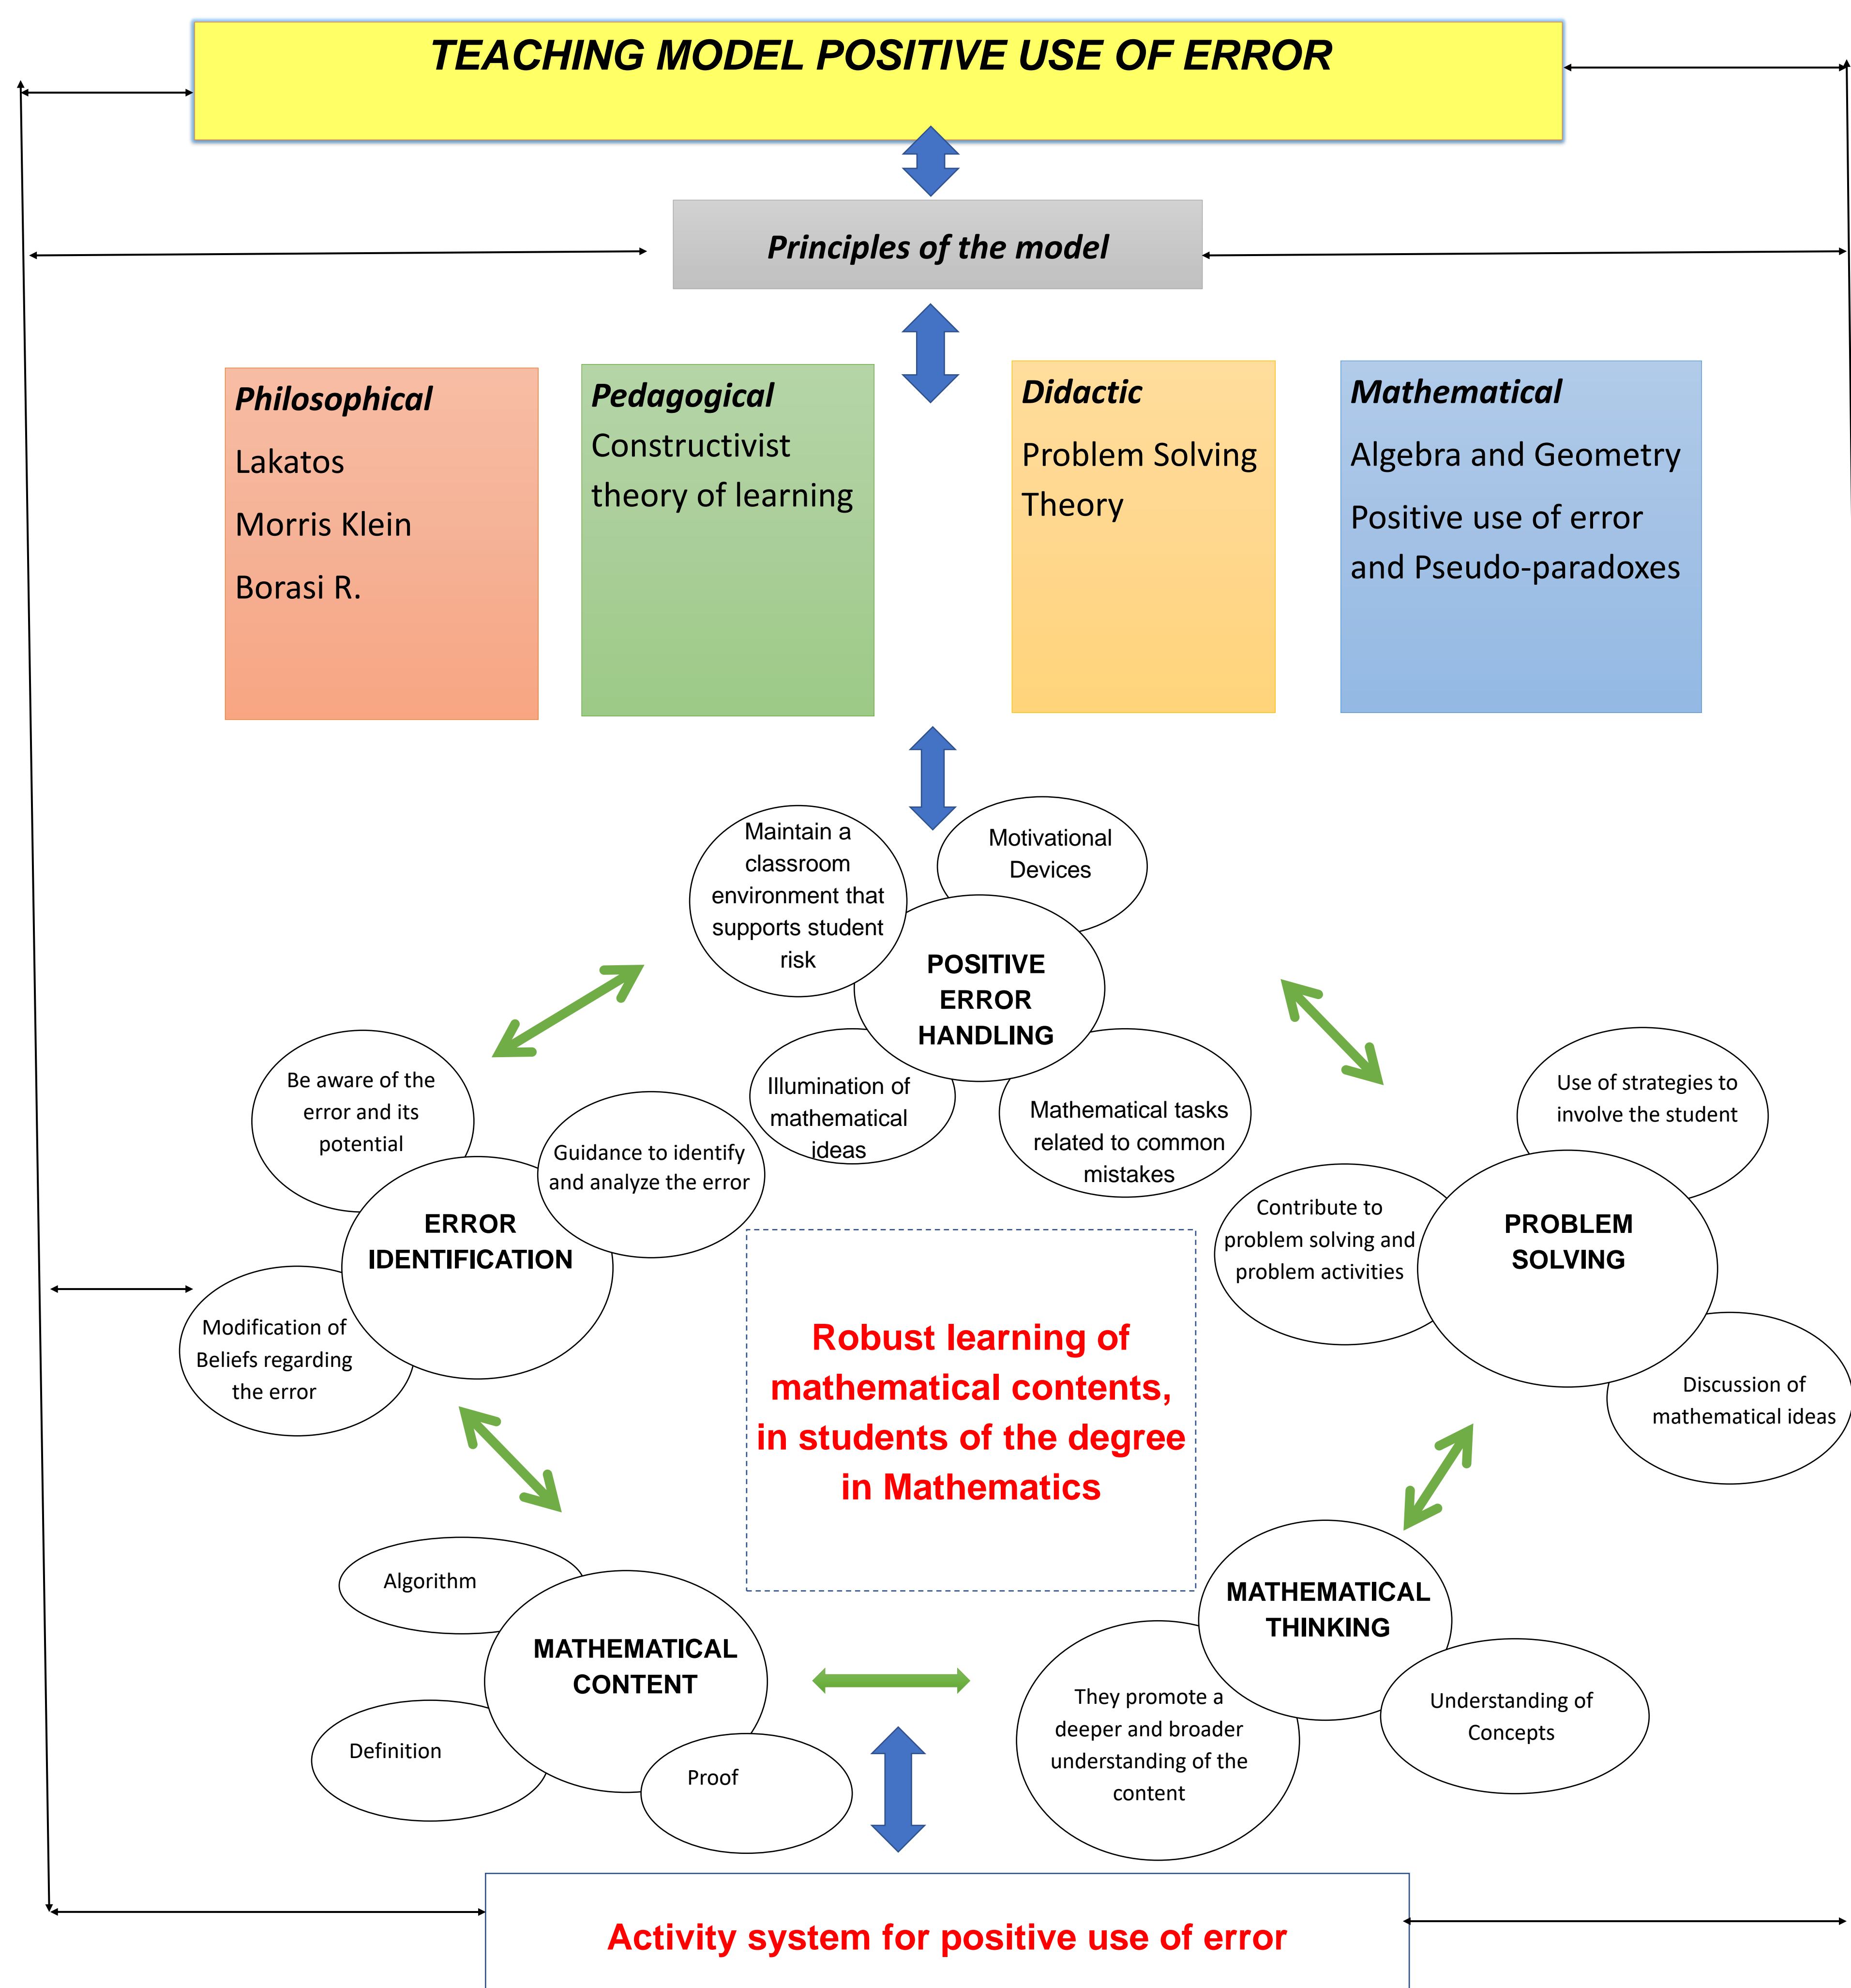 TEACHING MODEL POSITIVE USE OF ERROR
Principles of the model
Philosophical
Lakatos
Morris Klein
Borasi R.
Pedagogical
Constructivist
theory of learning
Didactic
Problem Solving
Theory
Mathematical
Algebra and Geometry
Positive use of error
and Pseudo-paradoxes
Maintain a
classroom
environment that
supports student
risk
Motivational
Devices
POSITIVE
ERROR
HANDLING
Illumination of
mathematical
ideas
Mathematical tasks
related to common
mistakes
Be aware of the
error and its
potential
Guidance to identify
and analyze the error
ERROR
IDENTIFICATION
Modification of
Beliefs regarding
the error
Use of strategies to
involve the student
Contribute to
problem solving and
problem activities
PROBLEM
SOLVING
Discussion of
mathematical ideas
Robust learning of
mathematical contents,
in students of the degree
in Mathematics
Algorithm
MATHEMATICAL
CONTENT
Definition
Proof
MATHEMATICAL
THINKING
They promote a
deeper and broader
understanding of the
content
Understanding of
Concepts
Activity system for positive use of error